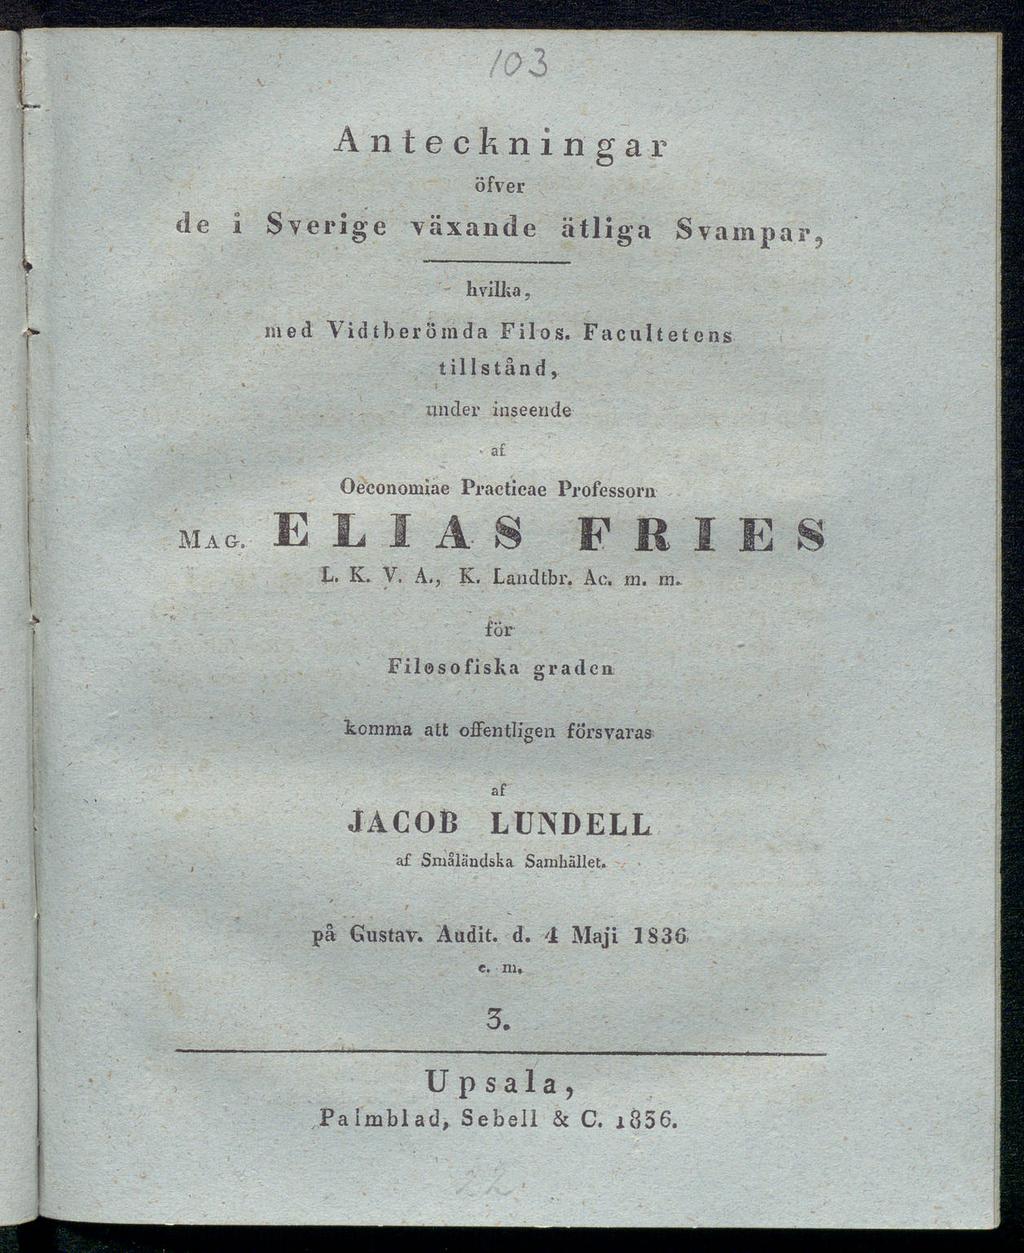 103
Anteckningar
öfver
de i Sverige växande ätliga Svampar,
hvilka,
med Vidtberömda Filos. Facultetens
tillstånd,
under inseende
af
Oeconomiae Practicae Professorn
MAG. ELIAS FRIES
L. K. V. A., K. Landtbr. Ac. m. m.
för
Filosofiska graden
komma att offentligen försvaras
af
JACOB LUNDELL
af Småländska Samhället.
på Gustav. Audit. d. 4 Maji 1836
e. m.
3.
Upsala,
Palmblad, Sebell & C. 1836.
22